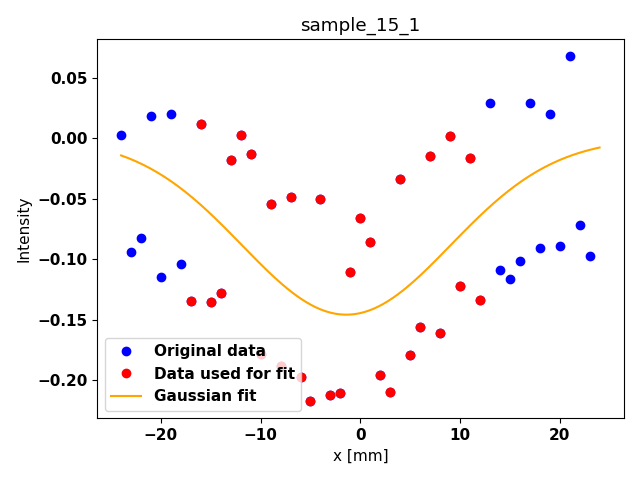 sample_15_1
0.05
0.00
−0.05
−0.10
−0.15
−0.20
Intensity
Original data
Data used for fit
Gaussian fit
−20
−10
0
10
20
x [mm]